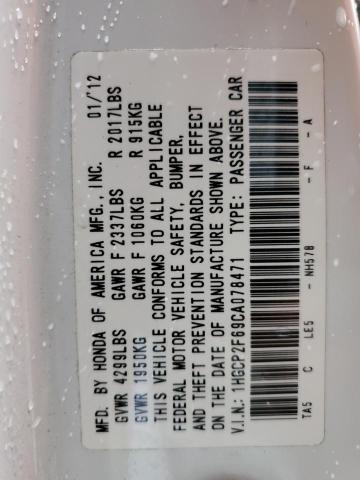 MFD. BY HONDA OF AMERICA MFG., INC. 01/'12
GVWR 4299LBS GAWR F 2337LBS R 2017LBS
GVWR 1950KG GAWR F 1060KG R 915KG
THIS VEHICLE CONFORMS TO ALL APPLICABLE
FEDERAL MOTOR VEHICLE SAFETY, BUMPER,
AND THEFT PREVENTION STANDARDS IN EFFECT
ON THE DATE OF MANUFACTURE SHOWN ABOVE.
V.I.N.: 1HGCP2F89CA078471 TYPE: PASSENGER CAR
TA5 C LE5 - NH578 - F - A